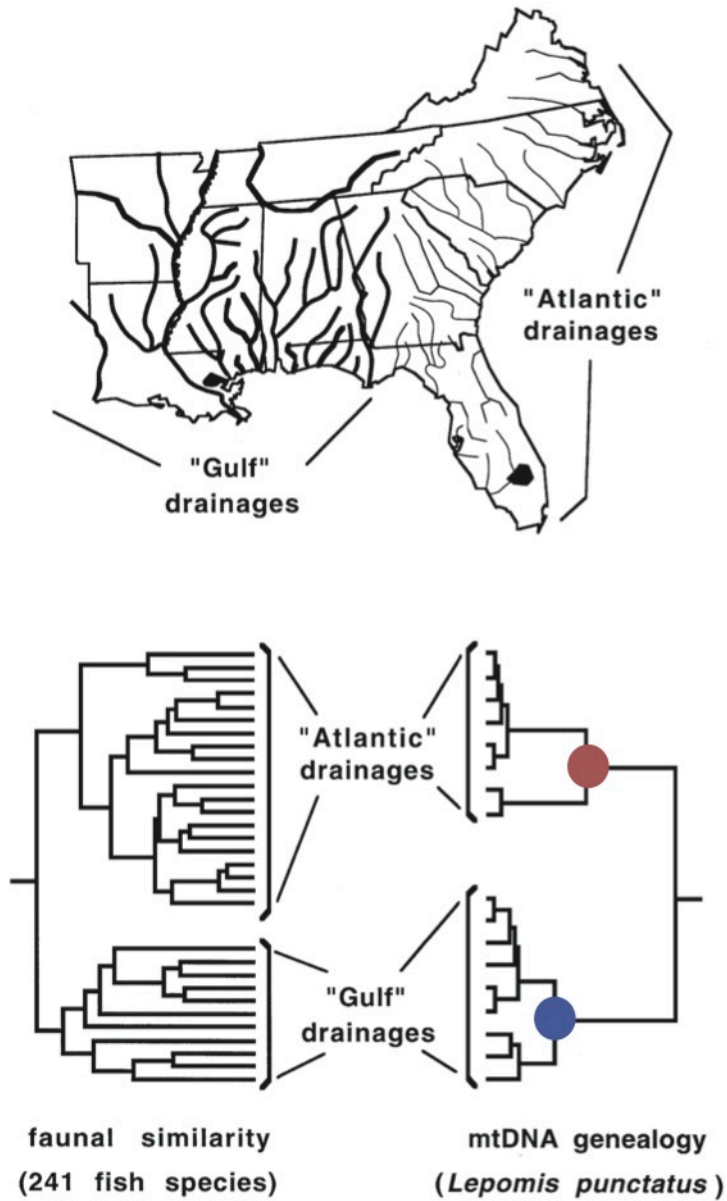 "Atlantic"
drainages
"Gulf"
drainages
"Atlantic"
drainages
"Gulf"
drainages
faunal similarity
(241 fish species)
mtDNA genealogy
(Lepomis punctatus)